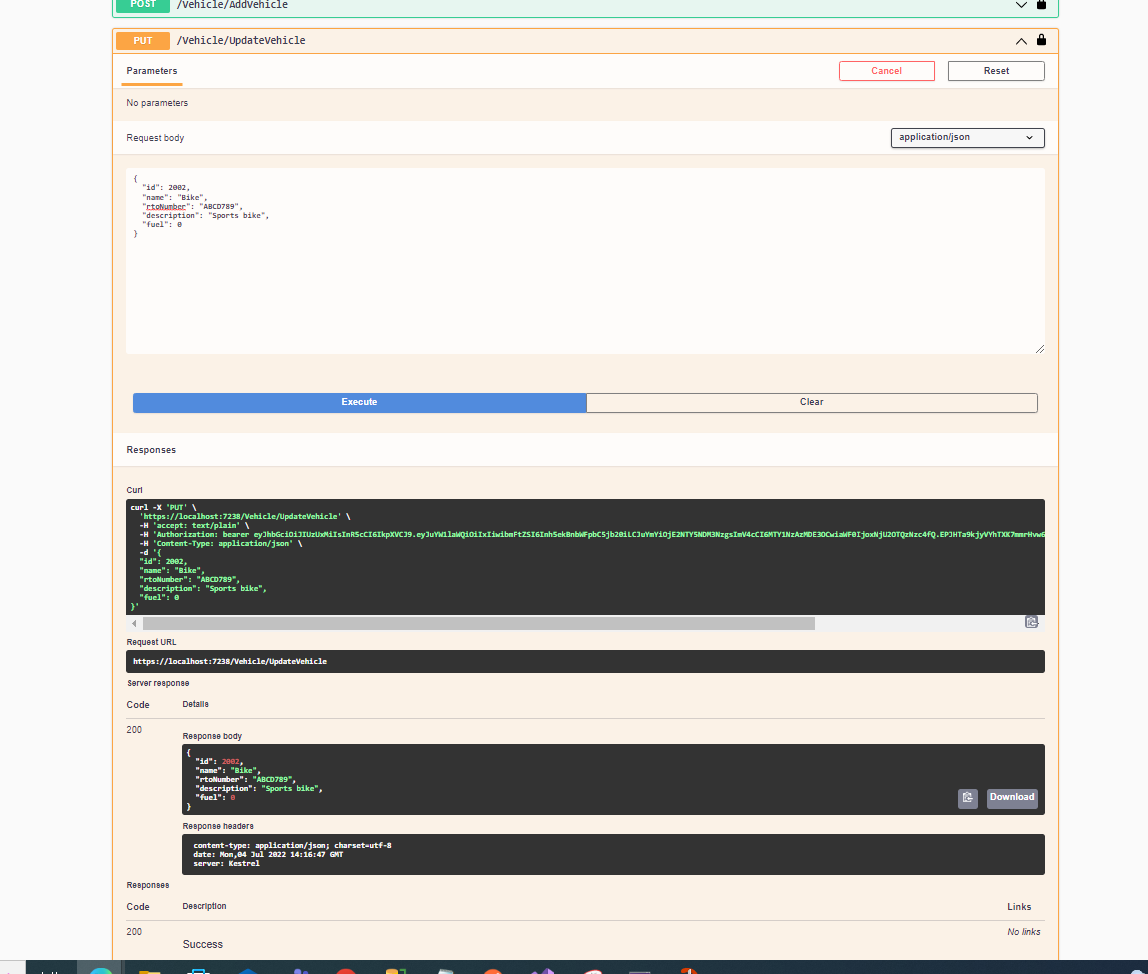 POST /Vehicle/AddVehicle
PUT /Vehicle/UpdateVehicle
Parameters
Cancel
Reset
No parameters
Request body
application/json
{
"id": 2002,
"name": "Bike",
"rtoNumber": "ABCD789",
"description": "Sports bike",
"fuel": 0
}
Execute
Clear
Responses
Curl
curl -X 'PUT' \
'https://localhost:7238/Vehicle/UpdateVehicle' \
-H 'accept: text/plain' \
-H 'Authorization: bearer
-H 'Content-Type: application/json' \
-d '{
"id": 2002,
"name": "Bike",
"rtoNumber": "ABCD789",
"description": "Sports bike",
"fuel": 0
}'
Request URL
https://localhost:7238/Vehicle/UpdateVehicle
Server response
Code Details
200
Response body
{
"id": 2002,
"name": "Bike",
"rtoNumber": "ABCD789",
"description": "Sports bike",
"fuel": 0
}
Download
Response headers
content-type: application/json; charset=utf-8
date: Mon,04 Jul 2022 14:16:47 GMT
server: Kestrel
Responses
Code Description Links
200 No links
Success